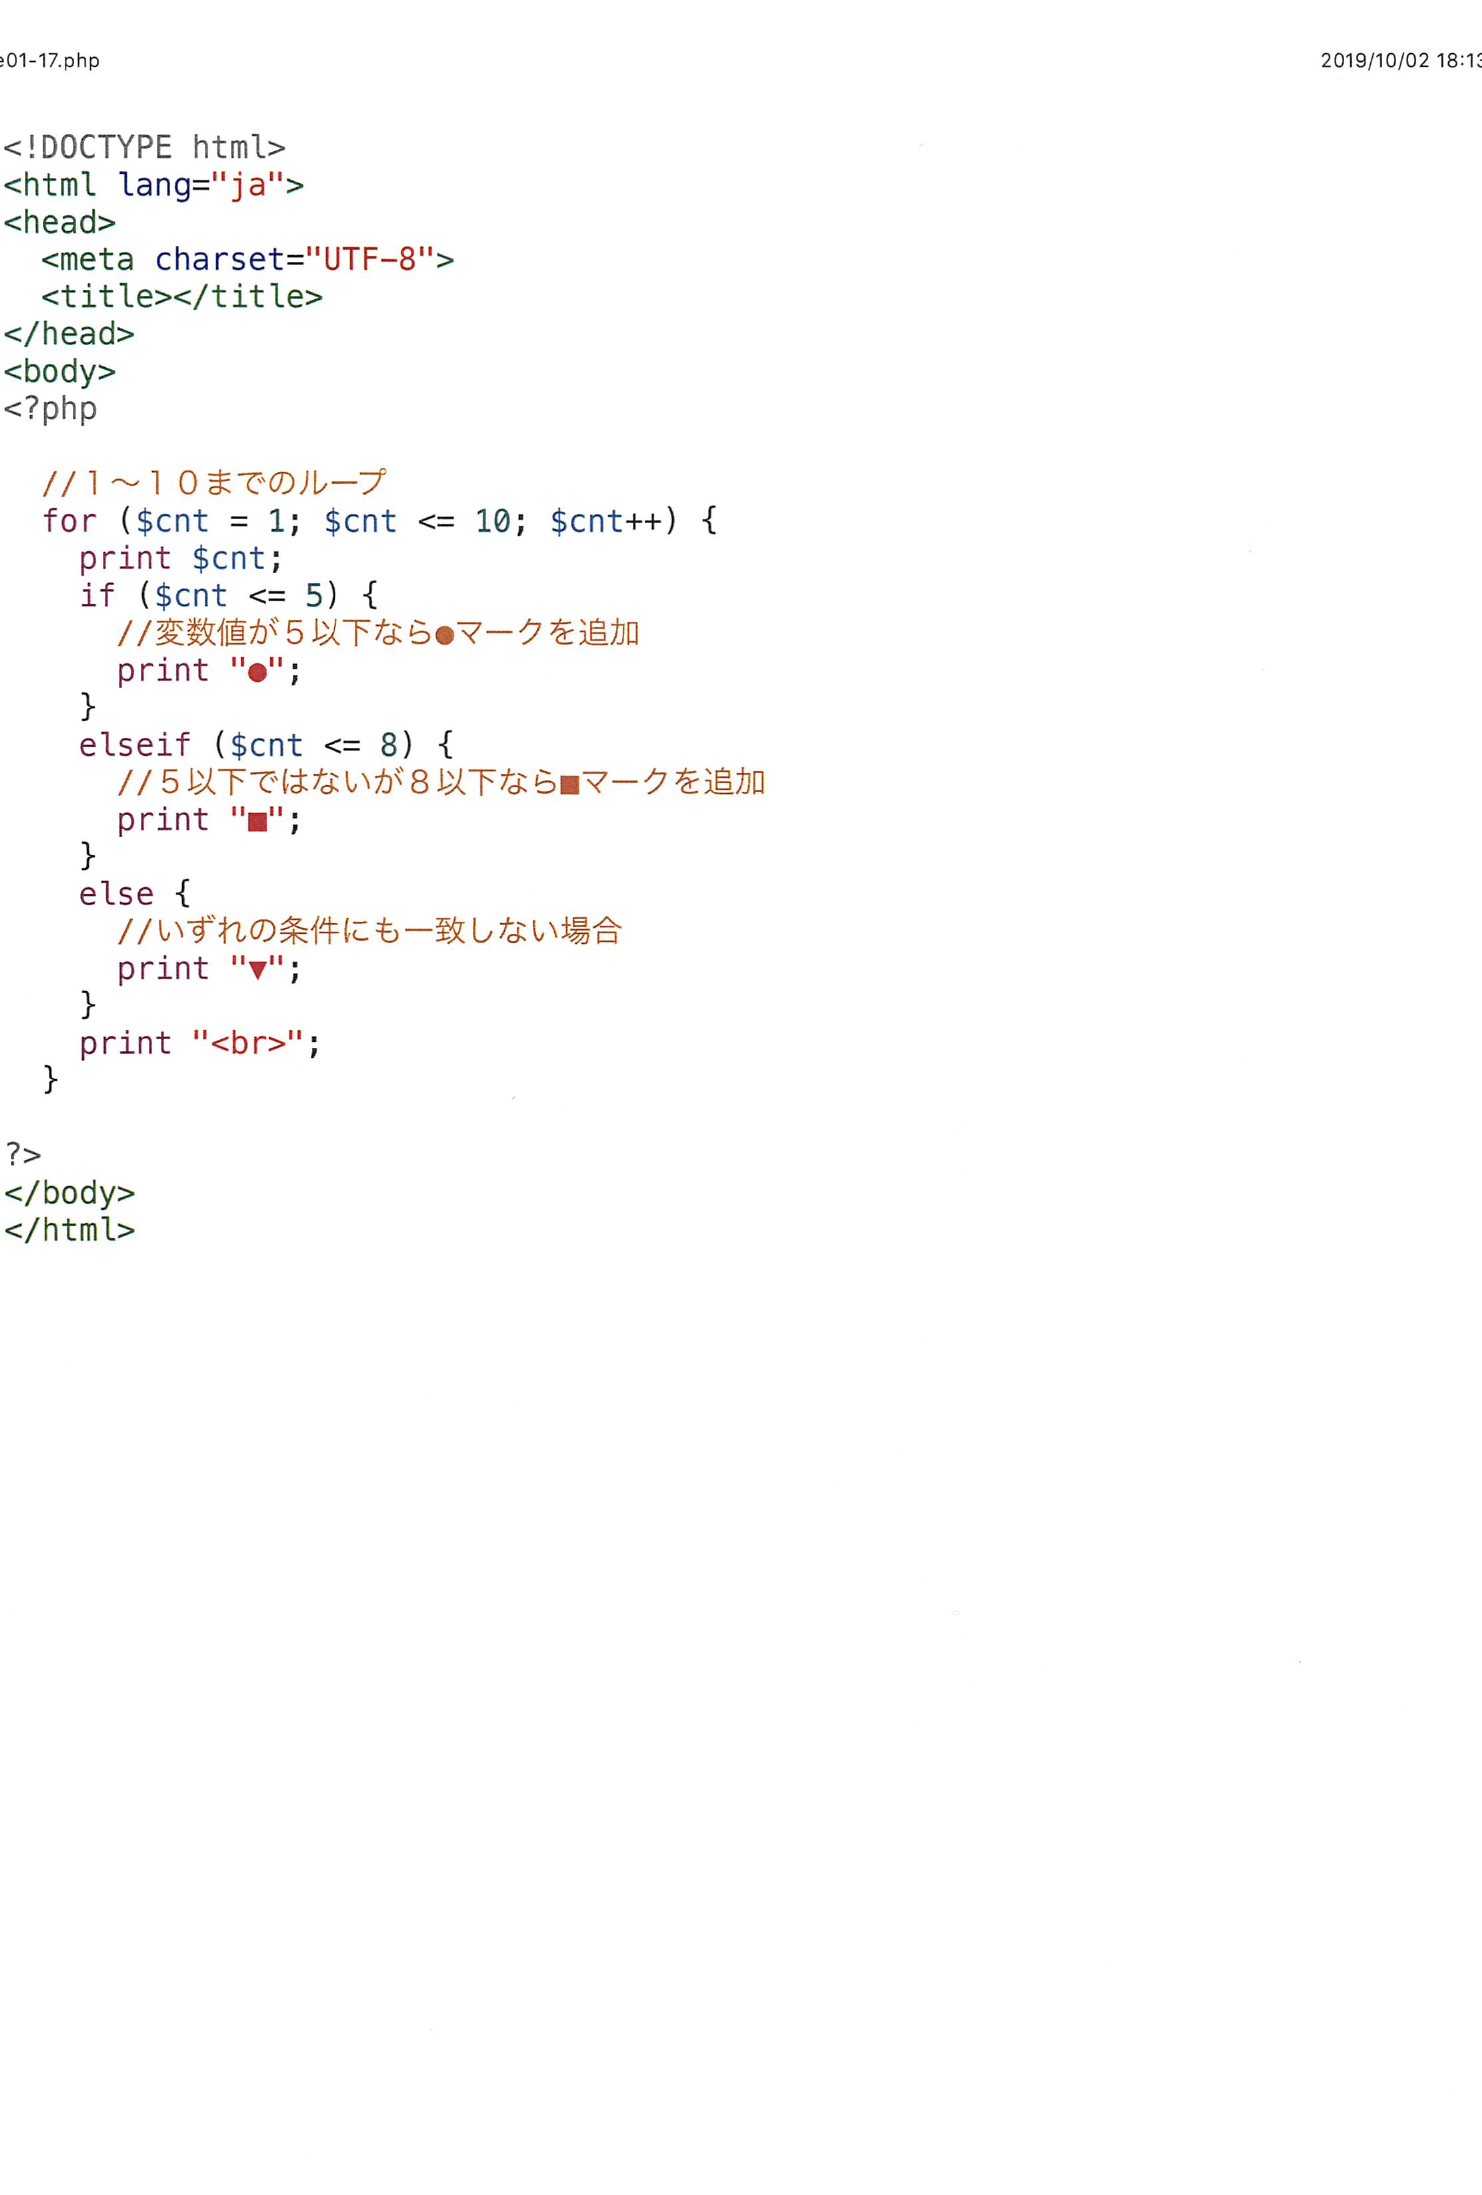 e01-17.php 2019/10/02 18:13
<!DOCTYPE html>
<html lang="ja">
<head>
  <meta charset="UTF-8">
  <title></title>
</head>
<body>
<?php

  //１〜１０までのループ
  for ($cnt = 1; $cnt <= 10; $cnt++) {
    print $cnt;
    if ($cnt <= 5) {
      //変数値が５以下なら●マークを追加
      print "●";
    }
    elseif ($cnt <= 8) {
      //５以下ではないが８以下なら■マークを追加
      print "■";
    }
    else {
      //いずれの条件にも一致しない場合
      print "▼";
    }
    print "<br>";
  }

?>
</body>
</html>